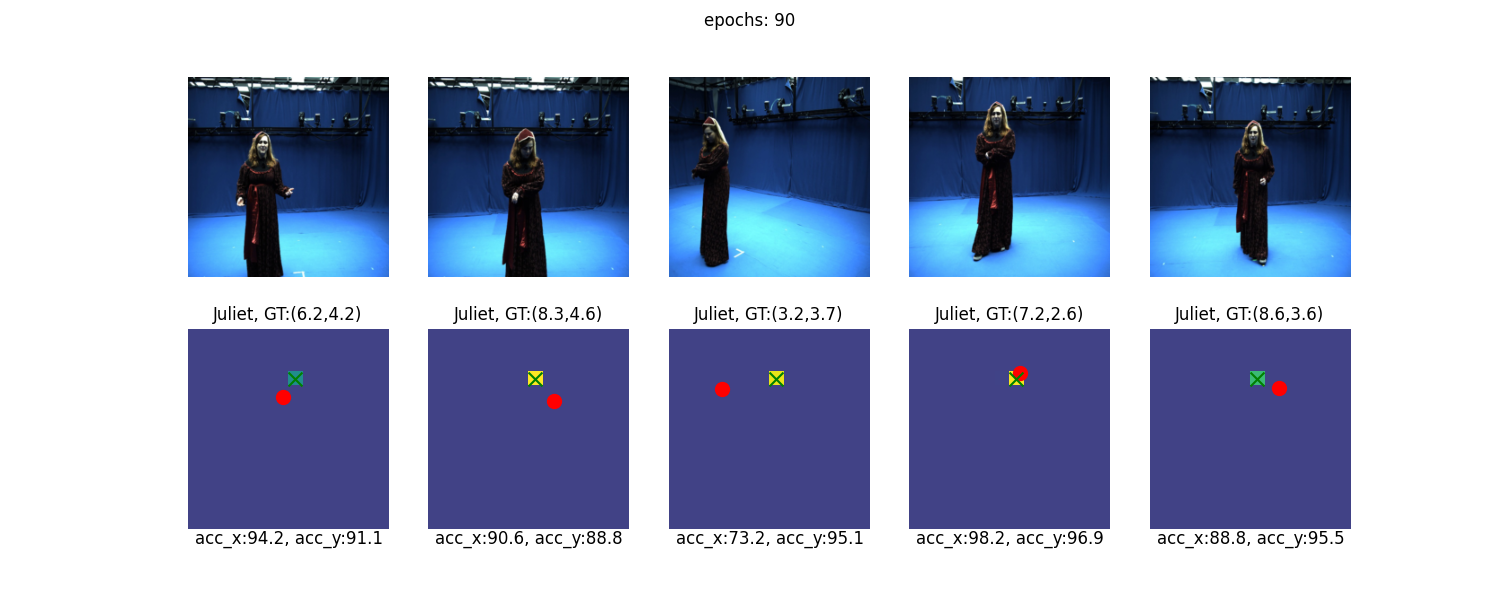 epochs: 90
Juliet, GT:(6.2,4.2)
Juliet, GT:(8.3,4.6)
Juliet, GT:(3.2,3.7)
Juliet, GT:(7.2,2.6)
Juliet, GT:(8.6,3.6)
acc_x:94.2, acc_y:91.1
acc_x:90.6, acc_y:88.8
acc_x:73.2, acc_y:95.1
acc_x:98.2, acc_y:96.9
acc_x:88.8, acc_y:95.5